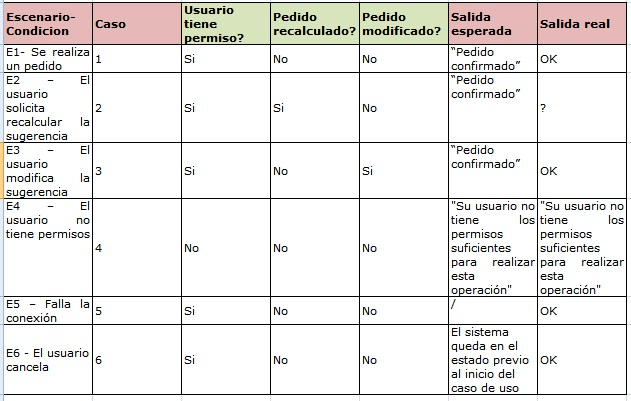 Escenario-Condicion Caso Usuario tiene permiso? Pedido recalculado? Pedido modificado? Salida esperada Salida real
E1- Se realiza un pedido 1 Si No No “Pedido confirmado” OK
E2 – El usuario solicita recalcular la sugerencia 2 Si Si No “Pedido confirmado” ?
E3 – El usuario modifica la sugerencia 3 Si No Si “Pedido confirmado” OK
E4 – El usuario no tiene permisos 4 No No No "Su usuario no tiene los permisos suficientes para realizar esta operación" "Su usuario no tiene los permisos suficientes para realizar esta operación"
E5 – Falla la conexión 5 Si No No / OK
E6 - El usuario cancela 6 Si No No El sistema queda en el estado previo al inicio del caso de uso OK